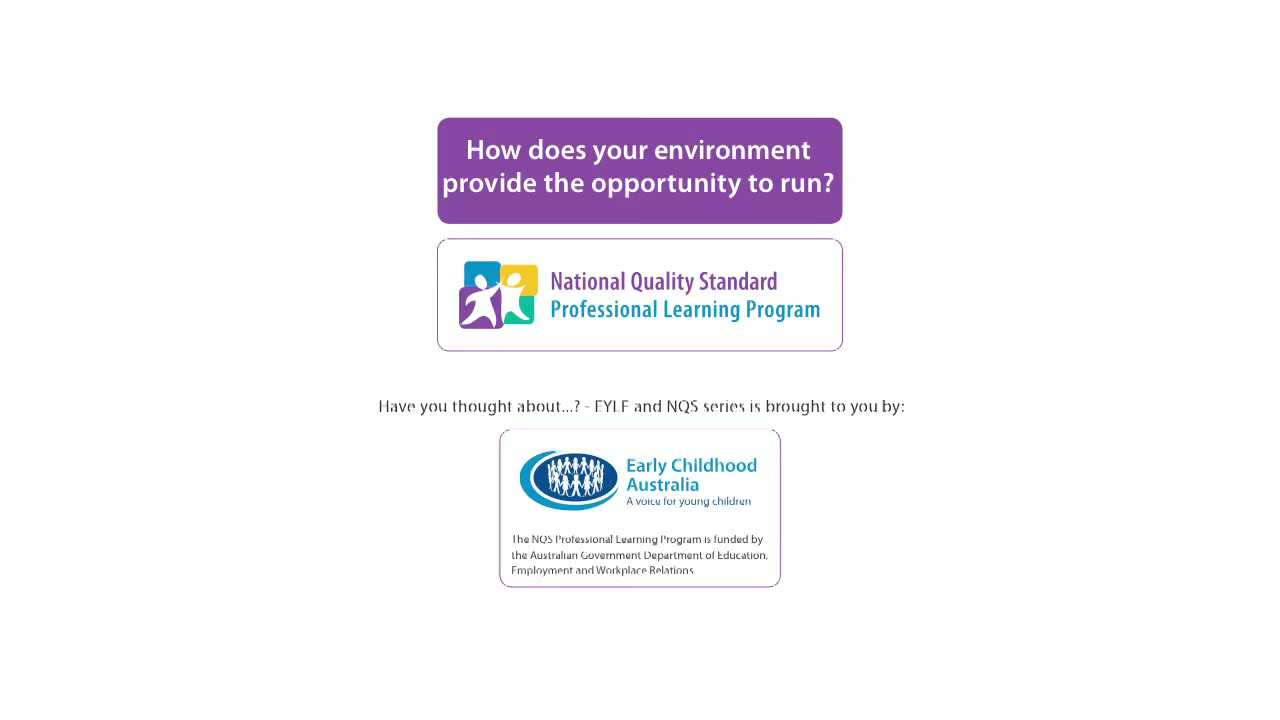 How does your environment
provide the opportunity to run?
National Quality Standard
Professional Learning Program
Have you thought about...? - EYLF and NQS series is brought to you by:
Early Childhood
Australia
A voice for young children
The NQS Professional Learning Program is funded by
the Australian Government Department of Education,
Employment and Workplace Relations.